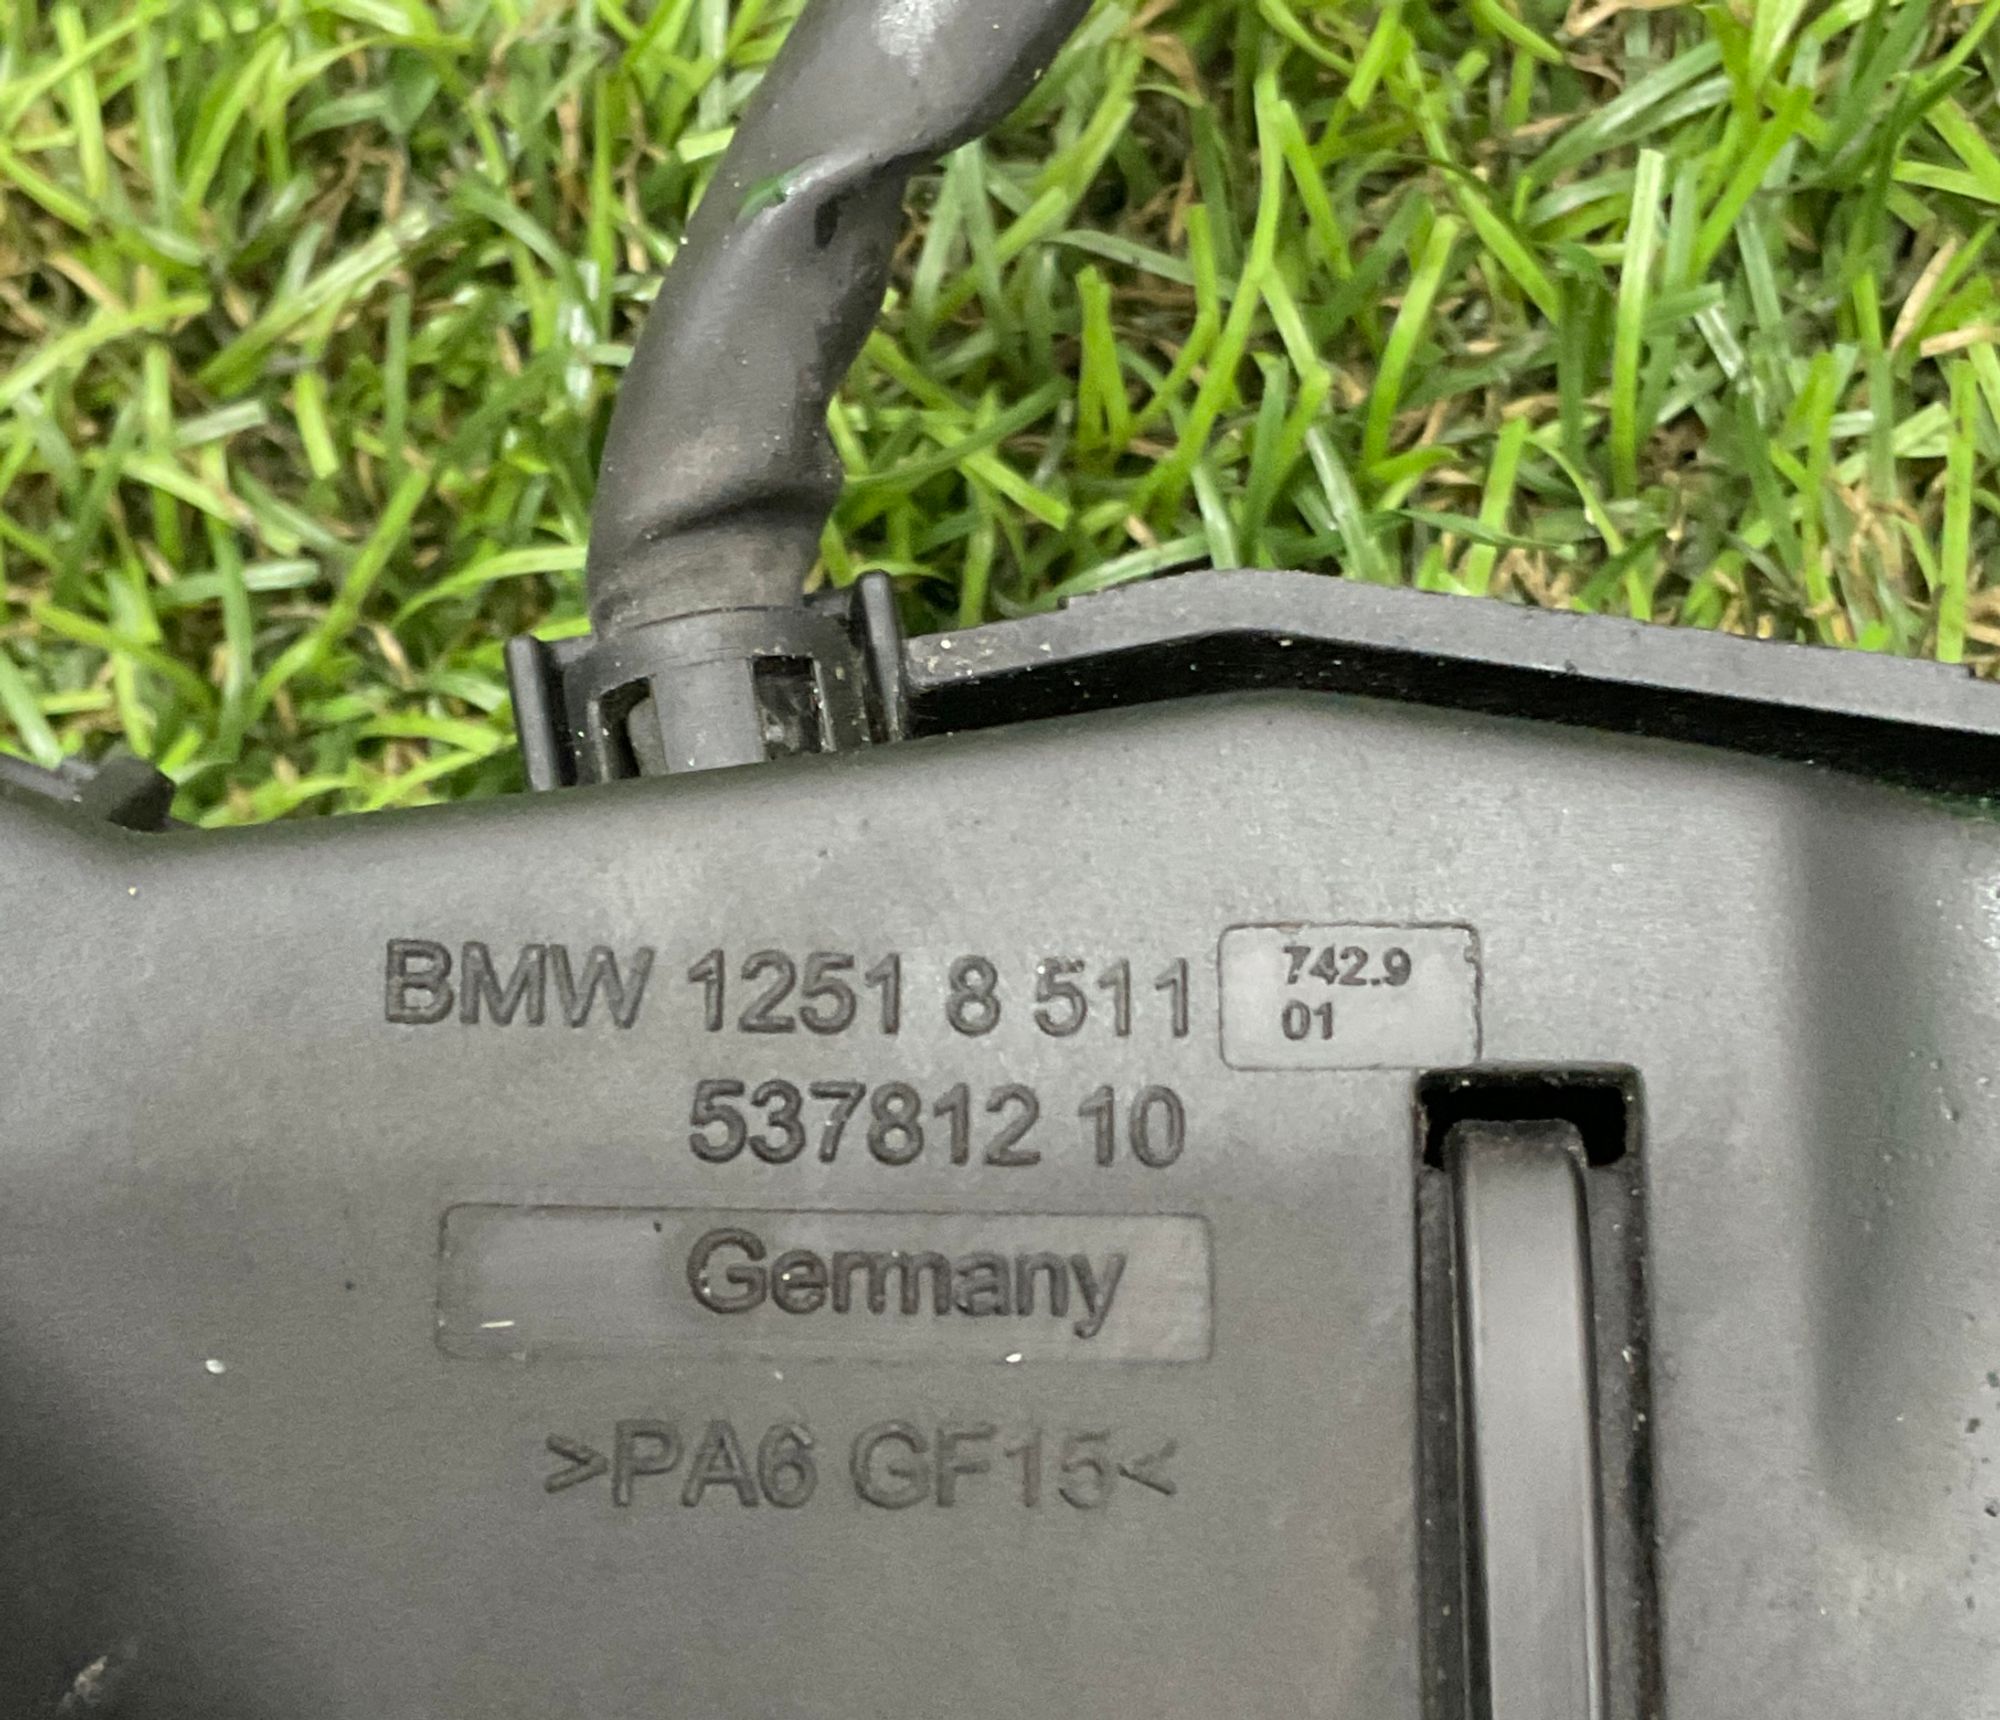 BMW 1251 8 511 742.9
01
537812 10
Germany
>PA6 GF15<